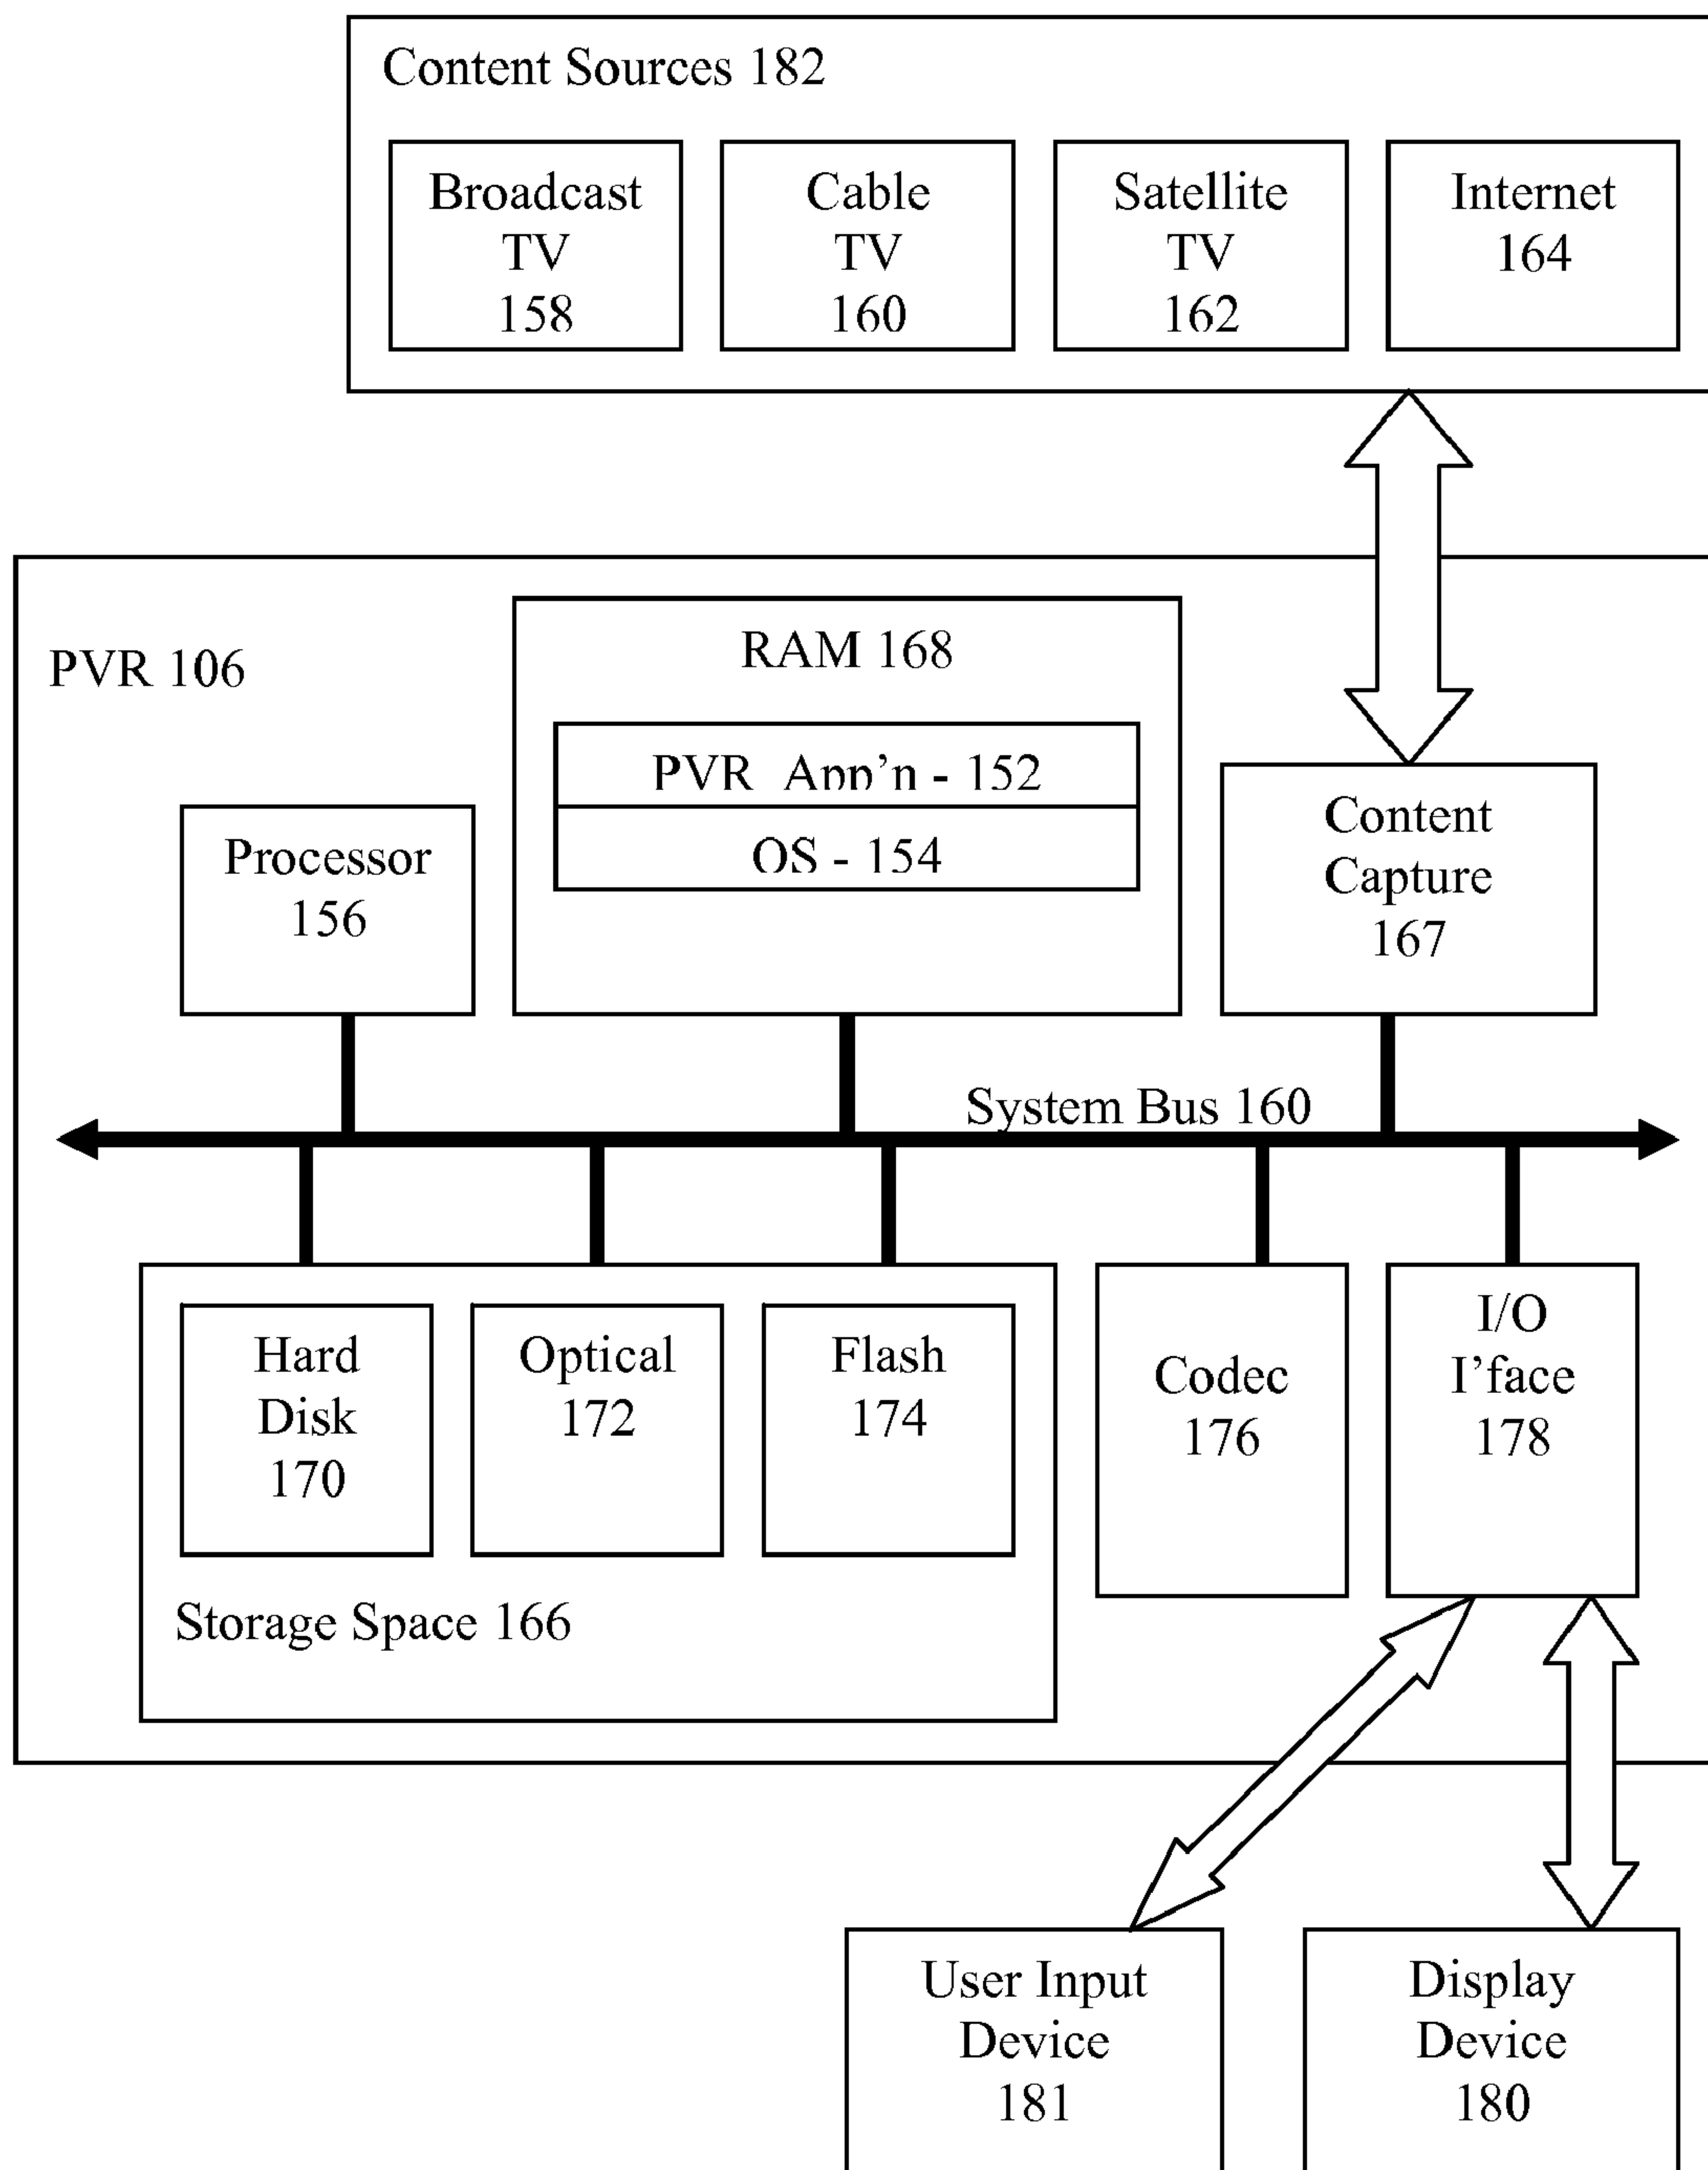 Content Sources 182
Broadcast
TV
158
Cable
TV
160
Satellite
TV
162
Internet
164
PVR 106
RAM 168
PVR App'n - 152
OS - 154
Processor
156
Content
Capture
167
System Bus 160
Hard
Disk
170
Optical
172
Flash
174
Storage Space 166
Codec
176
I/O
I'face
178
User Input
Device
181
Display
Device
180